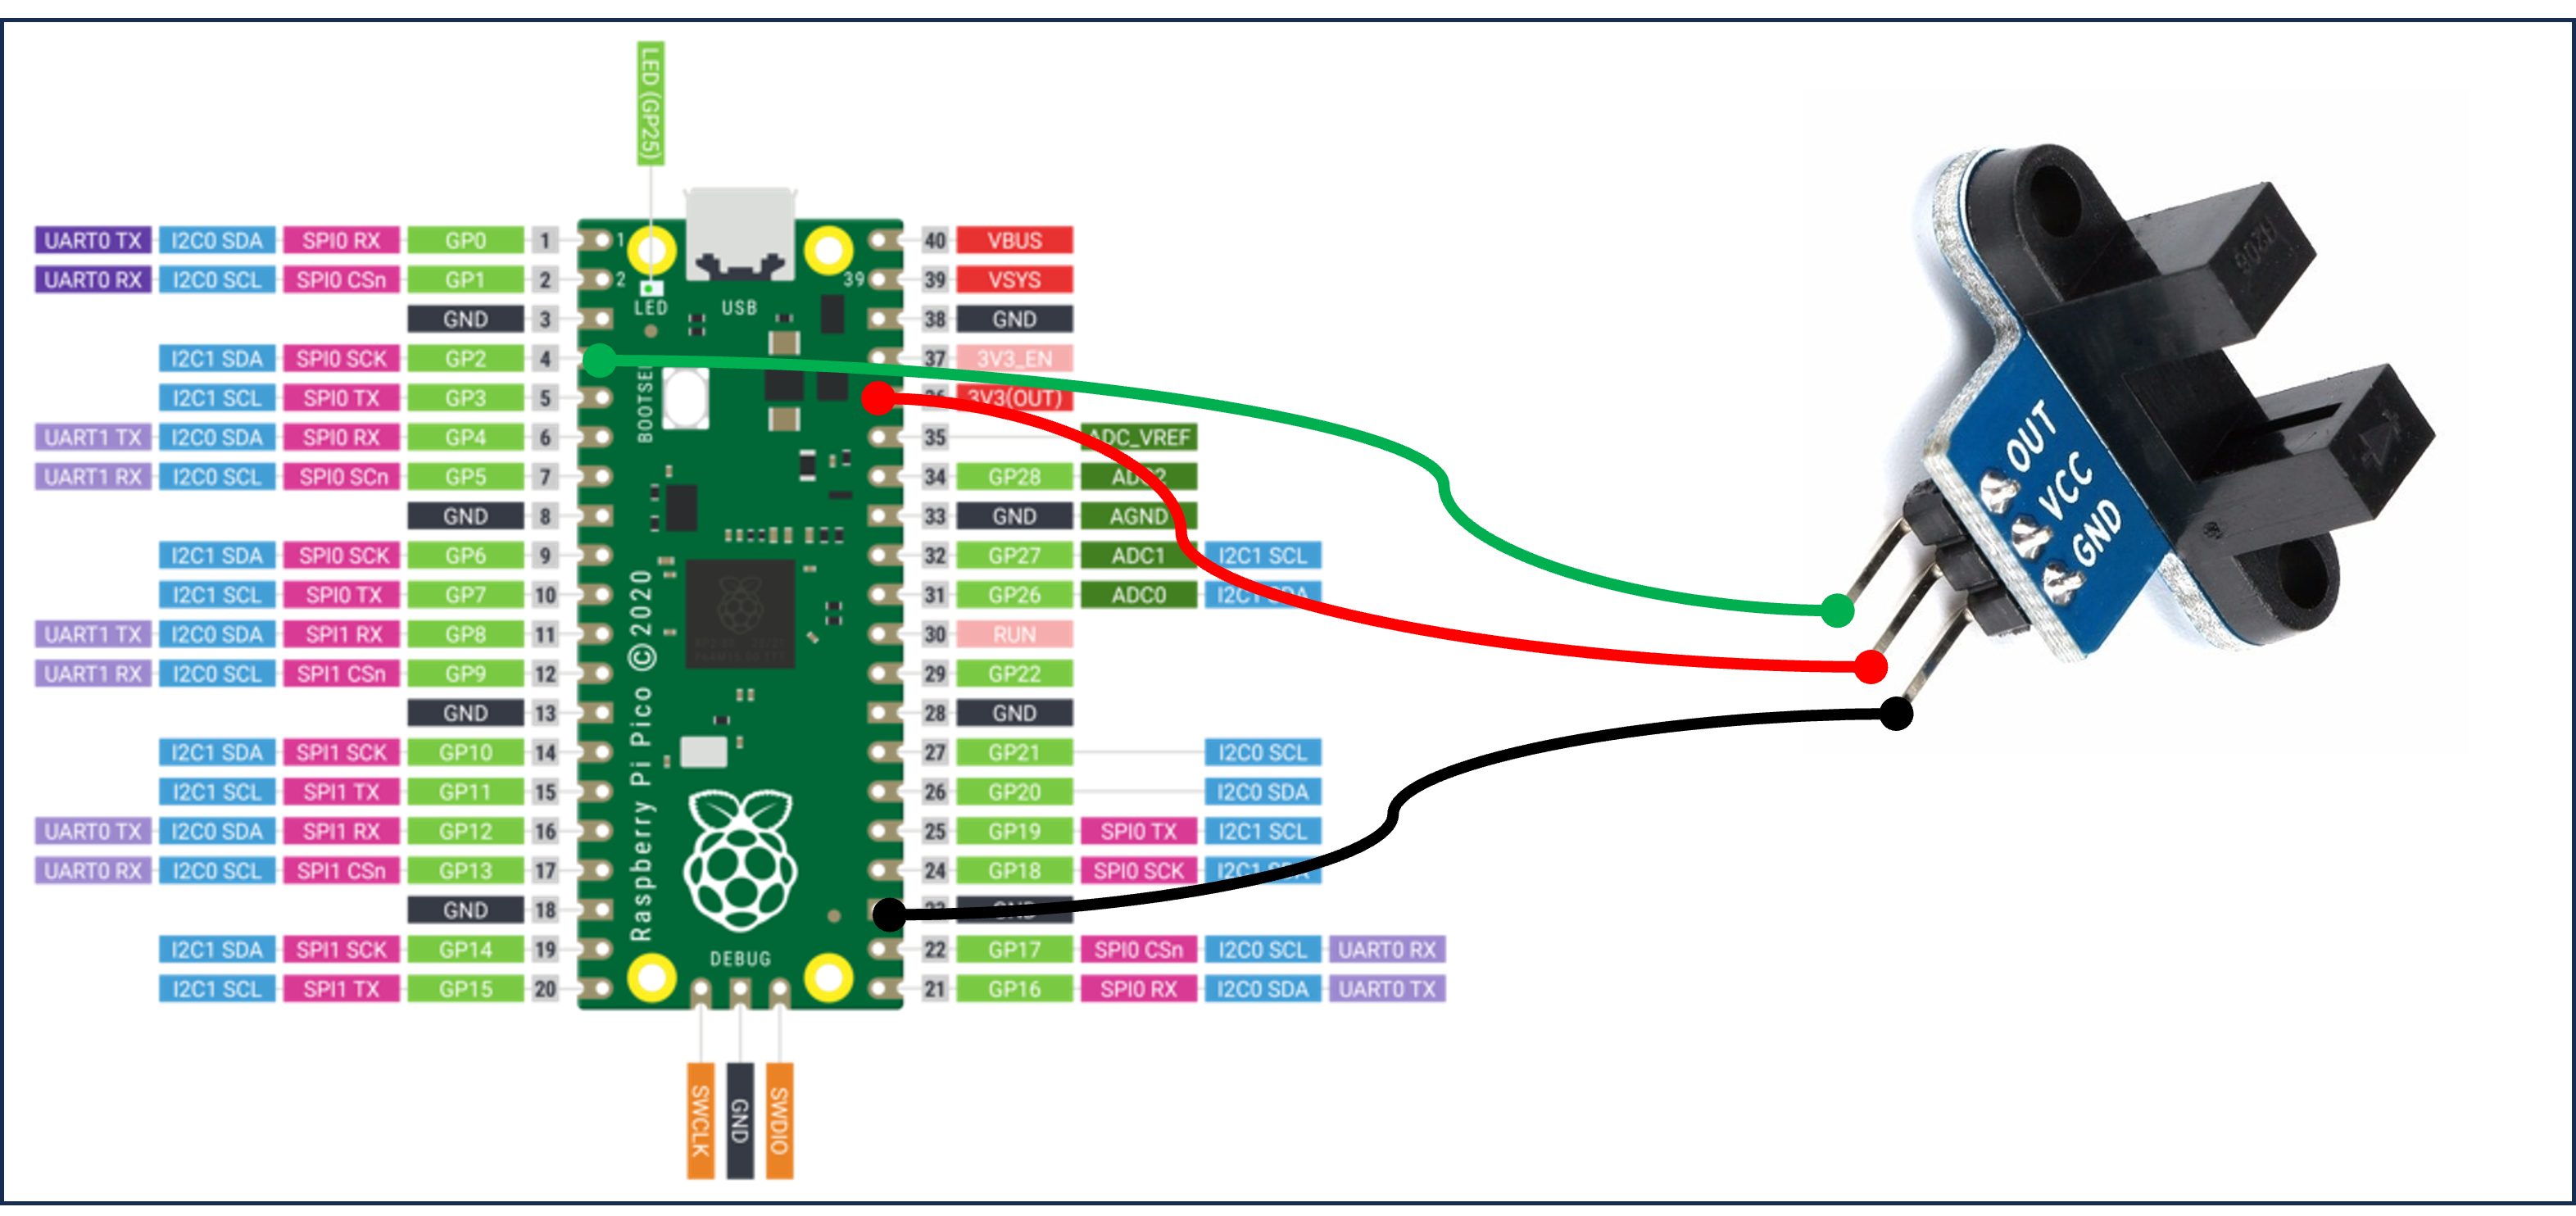 LED (GP25)
UART0 TX I2C0 SDA SPI0 RX GP0 1 1 40 VBUS
UART0 RX I2C0 SCL SPI0 CSn GP1 2 2 39 39 VSYS
LED USB
GND 3 38 GND
I2C1 SDA SPI0 SCK GP2 4 37 3V3_EN
I2C1 SCL SPI0 TX GP3 5 36 3V3(OUT)
BOOTSEL
UART1 TX I2C0 SDA SPI0 RX GP4 6 35 ADC_VREF
UART1 RX I2C0 SCL SPI0 SCn GP5 7 34 GP28 ADC2
GND 8 33 GND AGND
I2C1 SDA SPI0 SCK GP6 9 32 GP27 ADC1 I2C1 SCL
I2C1 SCL SPI0 TX GP7 10 31 GP26 ADC0 I2C1 SDA
UART1 TX I2C0 SDA SPI1 RX GP8 11 30 RUN
UART1 RX I2C0 SCL SPI1 CSn GP9 12 29 GP22
GND 13 28 GND
I2C1 SDA SPI1 SCK GP10 14 27 GP21 I2C0 SCL
I2C1 SCL SPI1 TX GP11 15 26 GP20 I2C0 SDA
UART0 TX I2C0 SDA SPI1 RX GP12 16 25 GP19 SPI0 TX I2C1 SCL
UART0 RX I2C0 SCL SPI1 CSn GP13 17 24 GP18 SPI0 SCK I2C1 SDA
GND 18 23 GND
I2C1 SDA SPI1 SCK GP14 19 22 GP17 SPI0 CSn I2C0 SCL UART0 RX
I2C1 SCL SPI1 TX GP15 20 21 GP16 SPI0 RX I2C0 SDA UART0 TX
Raspberry Pi Pico ©2020
DEBUG
SWCLK
GND
SWDIO
OUT
VCC
GND